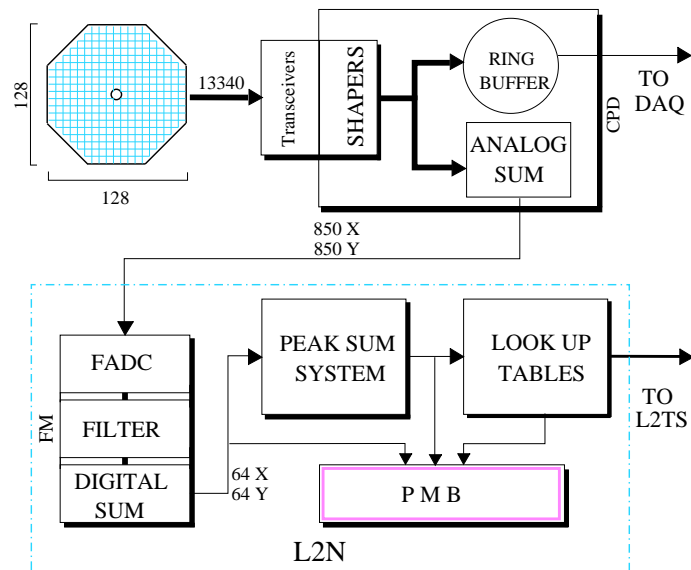 128
128
13340
Transceivers
SHAPERS
RING
BUFFER
ANALOG
SUM
CPD
TO
DAQ
850 X
850 Y
FM
FADC
FILTER
DIGITAL
SUM
64 X
64 Y
PEAK SUM
SYSTEM
LOOK UP
TABLES
TO
L2TS
P M B
L2N